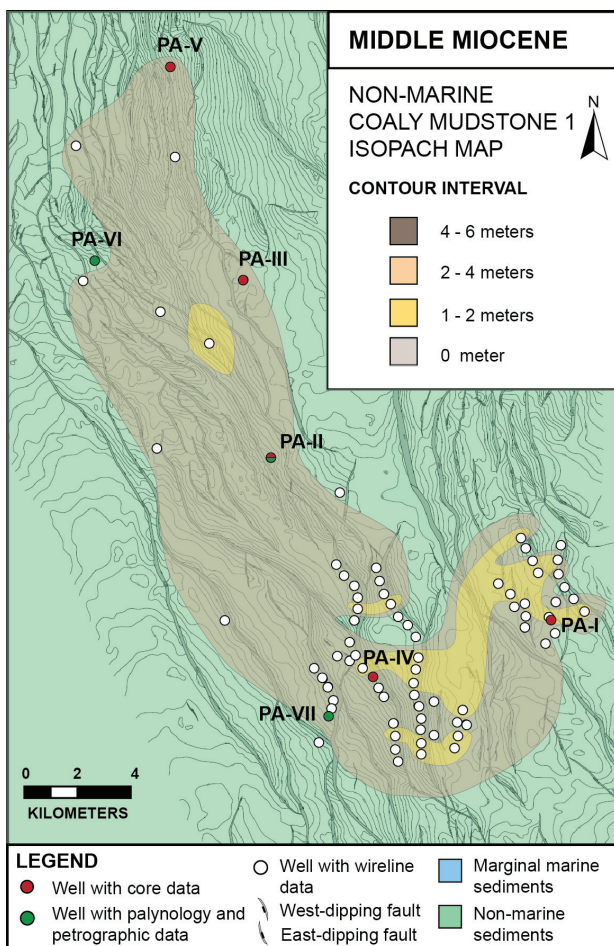 PA-V
PA-VI
PA-III
PA-II
PA-I
PA-IV
PA-VII
0 2 4
KILOMETERS
MIDDLE MIOCENE
NON-MARINE
COALY MUDSTONE 1
ISOPACH MAP
N
CONTOUR INTERVAL
4 - 6 meters
2 - 4 meters
1 - 2 meters
0 meter
LEGEND
Well with core data
Well with palynology and
petrographic data
Well with wireline
data
West-dipping fault
East-dipping fault
Marginal marine
sediments
Non-marine
sediments